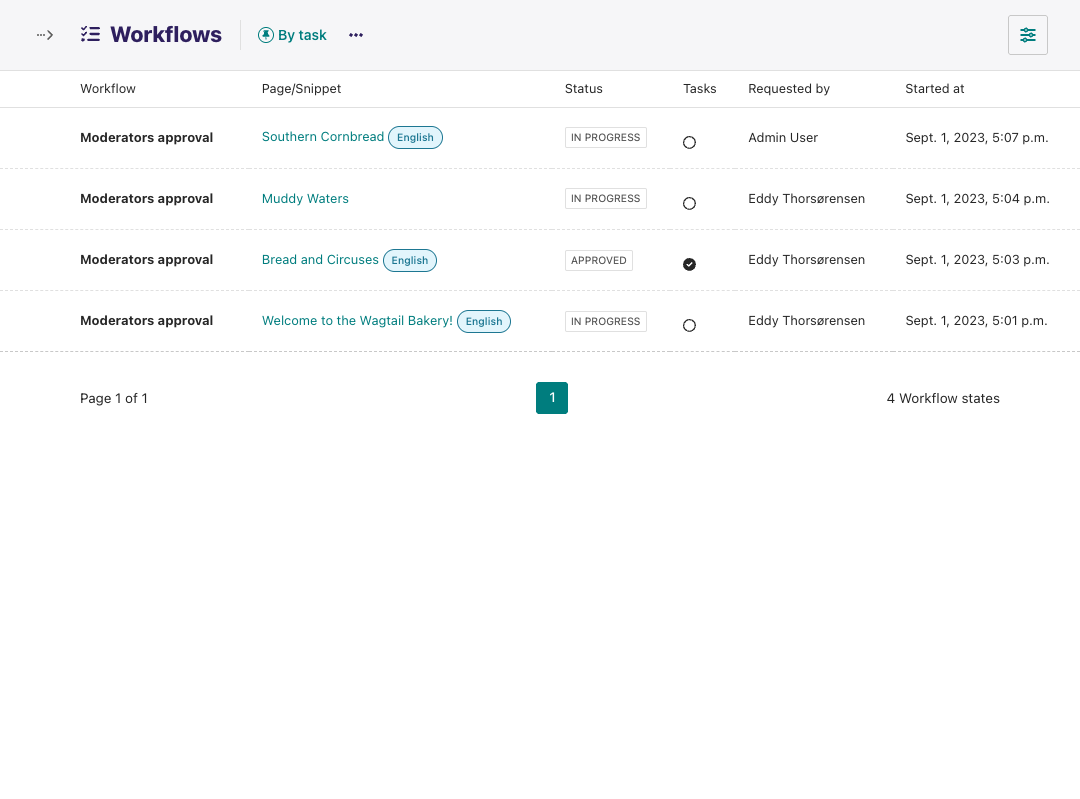 Workflows By task
Workflow Page/Snippet Status Tasks Requested by Started at
Moderators approval Southern Cornbread English IN PROGRESS Admin User Sept. 1, 2023, 5:07 p.m.
Moderators approval Muddy Waters IN PROGRESS Eddy Thorsørensen Sept. 1, 2023, 5:04 p.m.
Moderators approval Bread and Circuses English APPROVED Eddy Thorsørensen Sept. 1, 2023, 5:03 p.m.
Moderators approval Welcome to the Wagtail Bakery! English IN PROGRESS Eddy Thorsørensen Sept. 1, 2023, 5:01 p.m.
Page 1 of 1 1 4 Workflow states